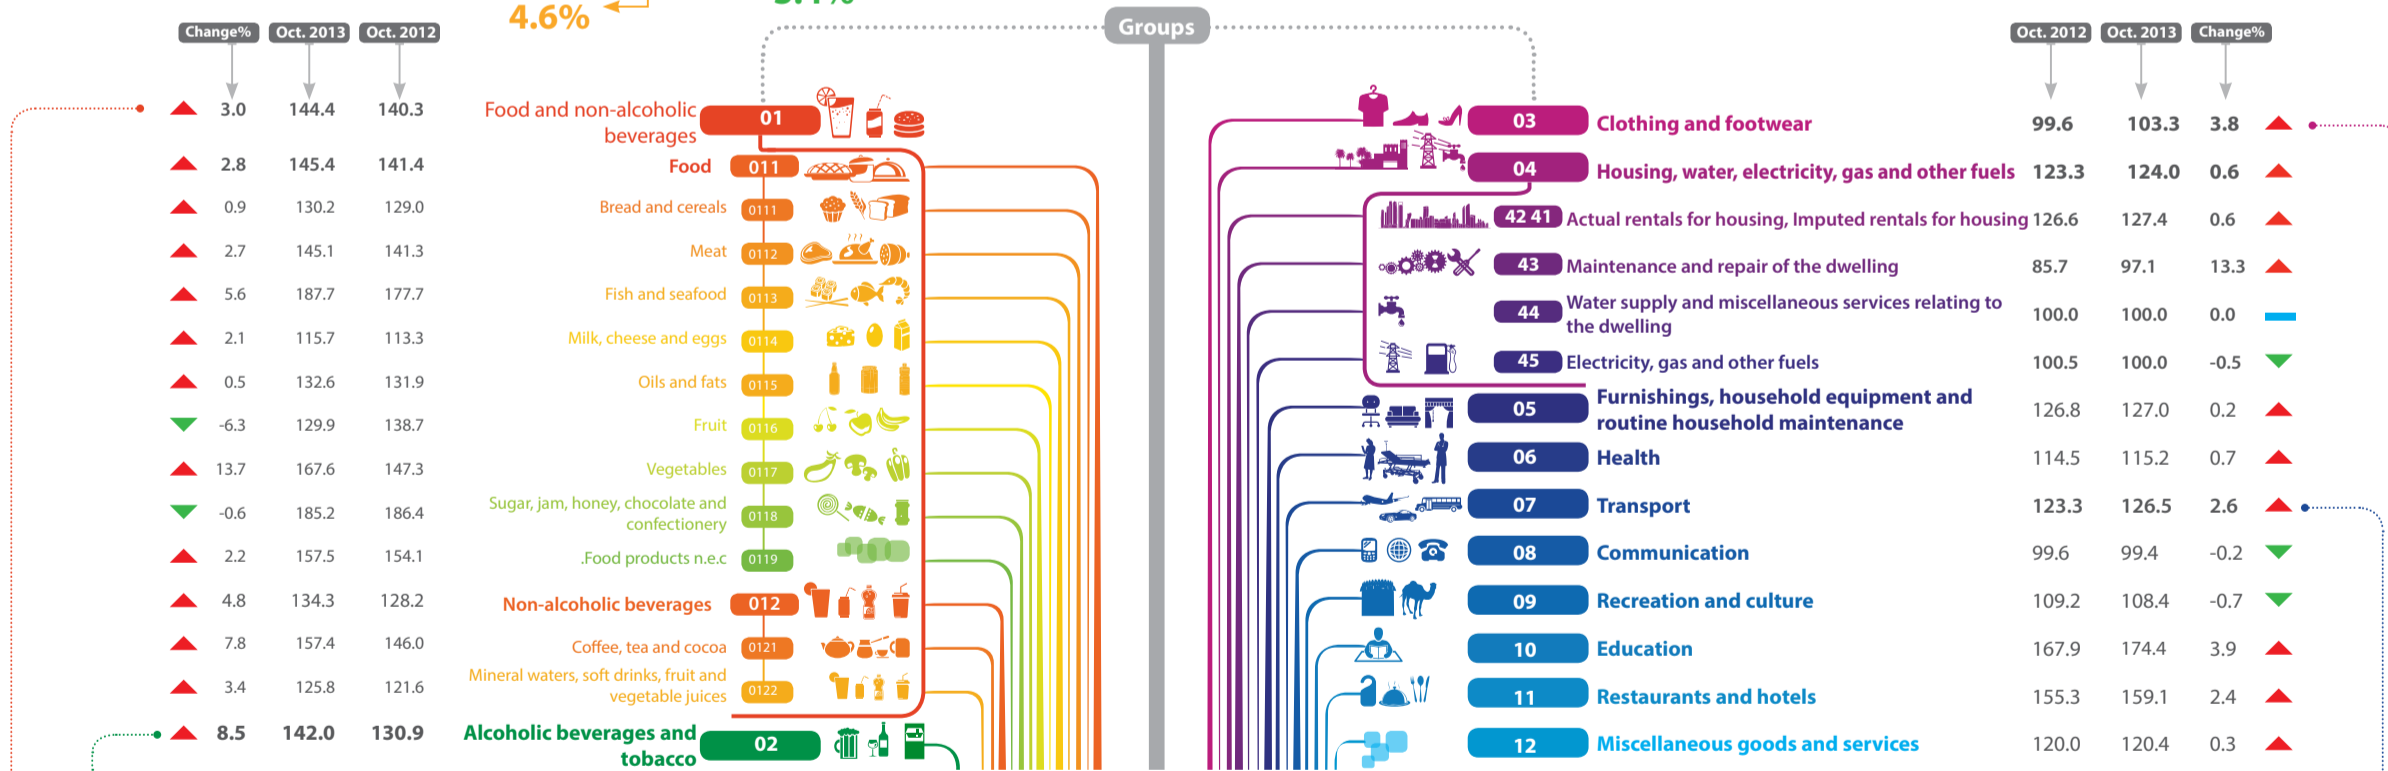 4.6%
Groups
Change% Oct. 2013 Oct. 2012
3.0 144.4 140.3 Food and non-alcoholic
beverages 01
2.8 145.4 141.4 Food 011
0.9 130.2 129.0 Bread and cereals 0111
2.7 145.1 141.3 Meat 0112
5.6 187.7 177.7 Fish and seafood 0113
2.1 115.7 113.3 Milk, cheese and eggs 0114
0.5 132.6 131.9 Oils and fats 0115
-6.3 129.9 138.7 Fruit 0116
13.7 167.6 147.3 Vegetables 0117
-0.6 185.2 186.4 Sugar, jam, honey, chocolate and
confectionery 0118
2.2 157.5 154.1 .Food products n.e.c 0119
4.8 134.3 128.2 Non-alcoholic beverages 012
7.8 157.4 146.0 Coffee, tea and cocoa 0121
3.4 125.8 121.6 Mineral waters, soft drinks, fruit and
vegetable juices 0122
8.5 142.0 130.9 Alcoholic beverages and
tobacco 02
Oct. 2012 Oct. 2013 Change%
03 Clothing and footwear 99.6 103.3 3.8
04 Housing, water, electricity, gas and other fuels 123.3 124.0 0.6
42 41 Actual rentals for housing, Imputed rentals for housing 126.6 127.4 0.6
43 Maintenance and repair of the dwelling 85.7 97.1 13.3
44 Water supply and miscellaneous services relating to
the dwelling 100.0 100.0 0.0
45 Electricity, gas and other fuels 100.5 100.0 -0.5
05 Furnishings, household equipment and
routine household maintenance 126.8 127.0 0.2
06 Health 114.5 115.2 0.7
07 Transport 123.3 126.5 2.6
08 Communication 99.6 99.4 -0.2
09 Recreation and culture 109.2 108.4 -0.7
10 Education 167.9 174.4 3.9
11 Restaurants and hotels 155.3 159.1 2.4
12 Miscellaneous goods and services 120.0 120.4 0.3